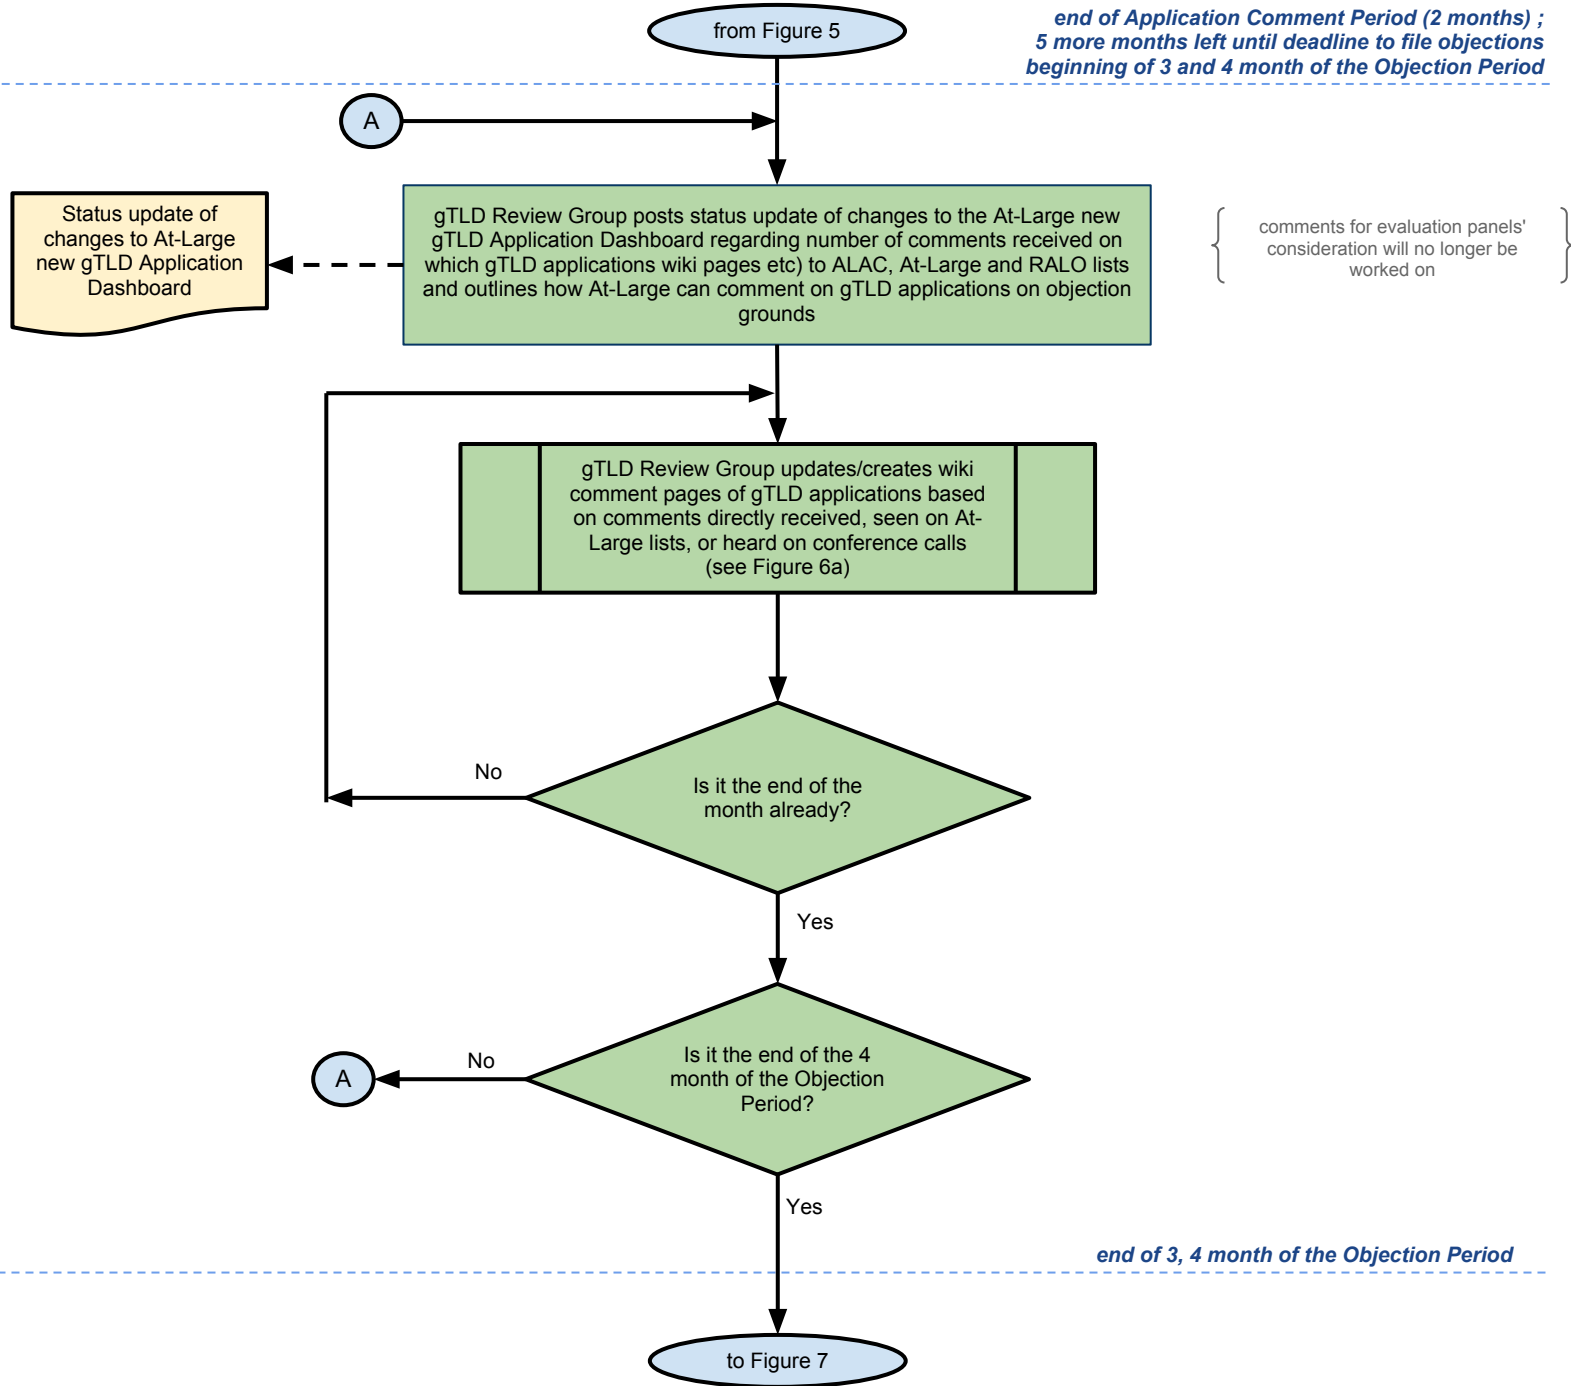 from Figure 5
end of Application Comment Period (2 months) ;
5 more months left until deadline to file objections
beginning of 3 and 4 month of the Objection Period
A
Status update of
changes to At-Large
new gTLD Application
Dashboard
gTLD Review Group posts status update of changes to the At-Large new
gTLD Application Dashboard regarding number of comments received on
which gTLD applications wiki pages etc) to ALAC, At-Large and RALO lists
and outlines how At-Large can comment on gTLD applications on objection
grounds
comments for evaluation panels'
consideration will no longer be
worked on
gTLD Review Group updates/creates wiki
comment pages of gTLD applications based
on comments directly received, seen on At-
Large lists, or heard on conference calls
(see Figure 6a)
No
Is it the end of the
month already?
Yes
A
No
Is it the end of the 4
month of the Objection
Period?
Yes
end of 3, 4 month of the Objection Period
to Figure 7